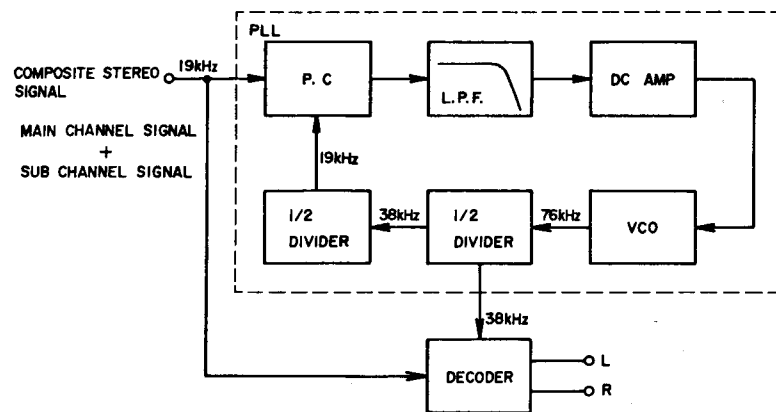 PLL
19kHz
COMPOSITE STEREO
SIGNAL
MAIN CHANNEL SIGNAL
+
SUB CHANNEL SIGNAL
P. C
L.P.F.
DC AMP
19kHz
1/2
DIVIDER
38kHz
1/2
DIVIDER
76kHz
VCO
38kHz
DECODER
L
R